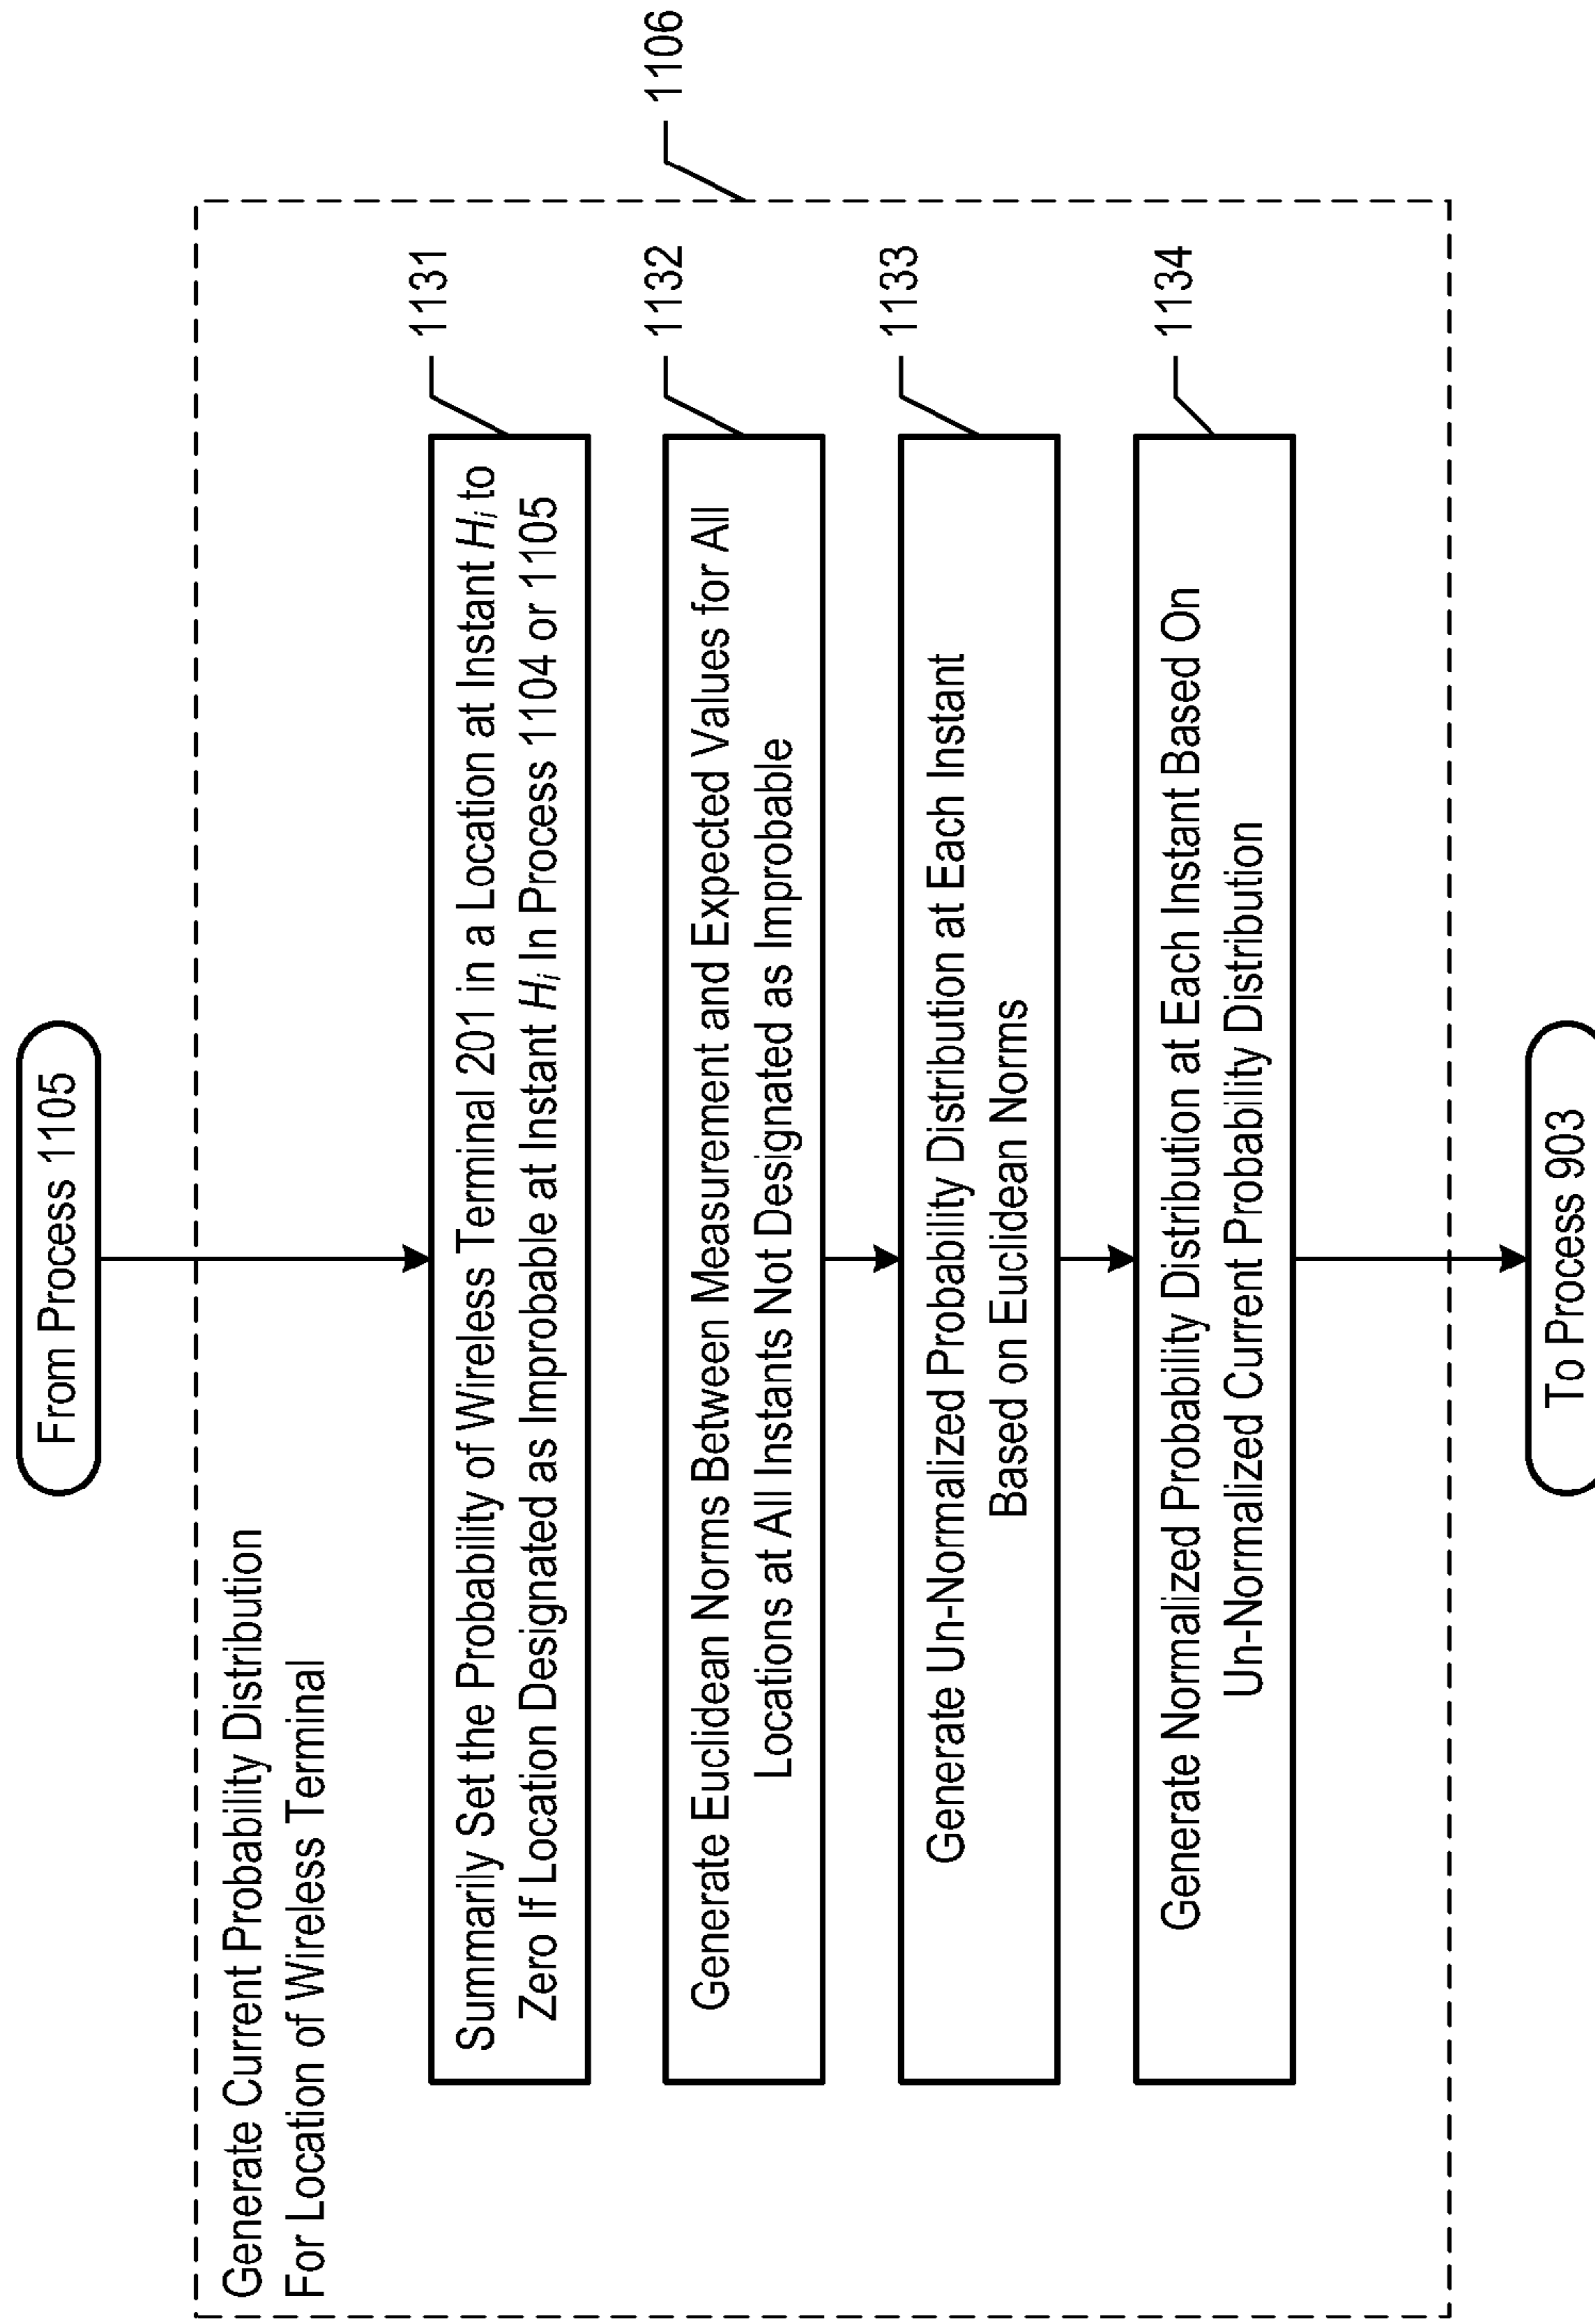 From Process 1105
Generate Current Probability Distribution
For Location of Wireless Terminal
1106
1131
Summarily Set the Probability of Wireless Terminal 201 in a Location at Instant Hi to
Zero If Location Designated as Improbable at Instant Hi In Process 1104 or 1105
1132
Generate Euclidean Norms Between Measurement and Expected Values for All
Locations at All Instants Not Designated as Improbable
1133
Generate Un-Normalized Probability Distribution at Each Instant
Based on Euclidean Norms
1134
Generate Normalized Probability Distribution at Each Instant Based On
Un-Normalized Current Probability Distribution
To Process 903